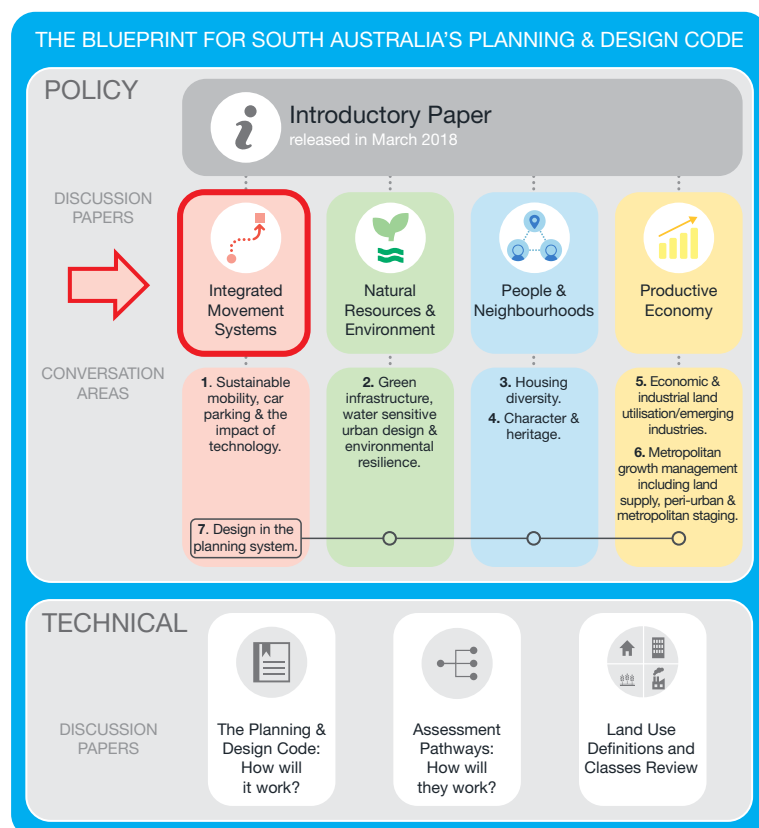 THE BLUEPRINT FOR SOUTH AUSTRALIA'S PLANNING & DESIGN CODE
POLICY
Introductory Paper
released in March 2018
DISCUSSION
PAPERS
Integrated
Movement
Systems
Natural
Resources &
Environment
People &
Neighbourhoods
Productive
Economy
CONVERSATION
AREAS
1. Sustainable
mobility, car
parking & the
impact of
technology.
2. Green
infrastructure,
water sensitive
urban design &
environmental
resilience.
3. Housing
diversity.
4. Character &
heritage.
5. Economic &
industrial land
utilisation/emerging
industries.
6. Metropolitan
growth management
including land
supply, peri-urban &
metropolitan staging.
7. Design in the
planning system.
TECHNICAL
DISCUSSION
PAPERS
The Planning &
Design Code:
How will
it work?
Assessment
Pathways:
How will
they work?
Land Use
Definitions and
Classes Review